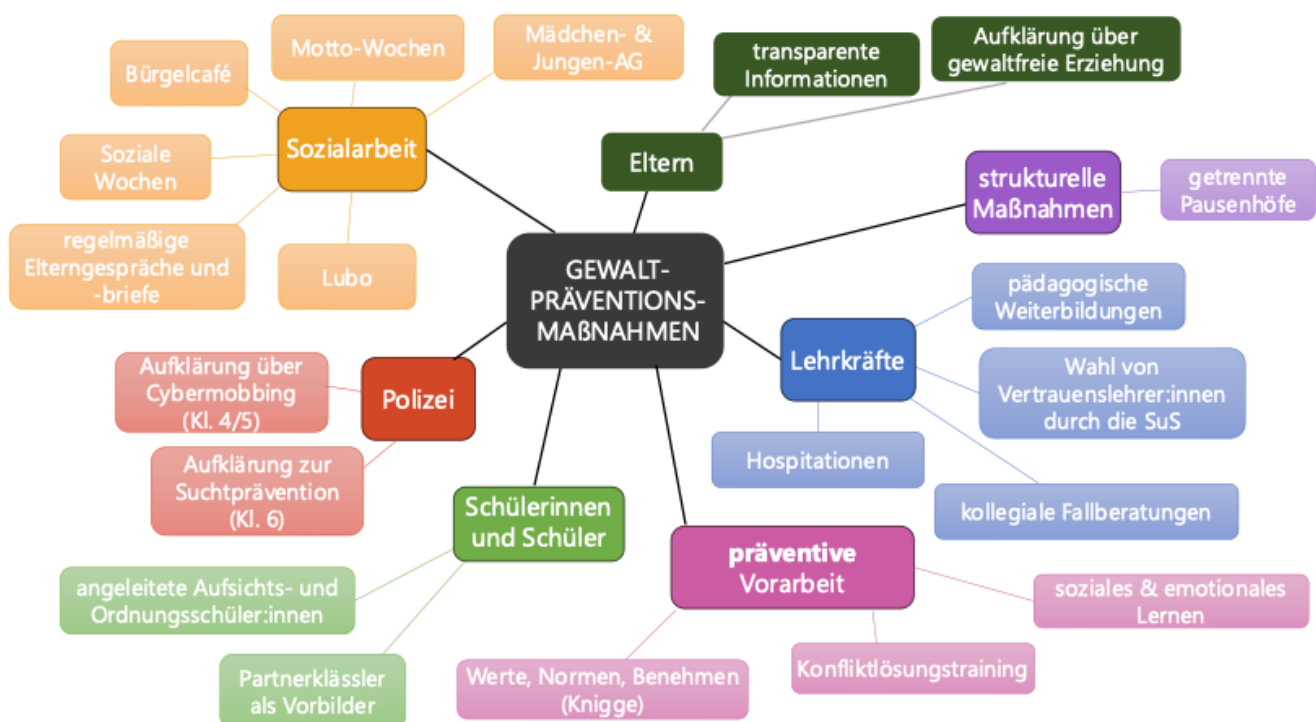 Motto-Wochen
Mädchen- &
Jungen-AG
Bürgelcafé
Sozialarbeit
Soziale
Wochen
regelmäßige
Elterngespräche und
-briefe
Lubo
transparente
Informationen
Aufklärung über
gewaltfreie Erziehung
Eltern
strukturelle
Maßnahmen
getrennte
Pausenhöfe
GEWALT-
PRÄVENTIONS-
MAßNAHMEN
pädagogische
Weiterbildungen
Lehrkräfte
Wahl von
Vertrauenslehrer:innen
durch die SuS
Hospitationen
kollegiale Fallberatungen
Aufklärung über
Cybermobbing
(Kl. 4/5)
Polizei
Aufklärung zur
Suchtprävention
(Kl. 6)
Schülerinnen
und Schüler
angeleitete Aufsichts- und
Ordnungsschüler:innen
Partnerklässler
als Vorbilder
präventive
Vorarbeit
soziales & emotionales
Lernen
Konfliktlösungstraining
Werte, Normen, Benehmen
(Knigge)